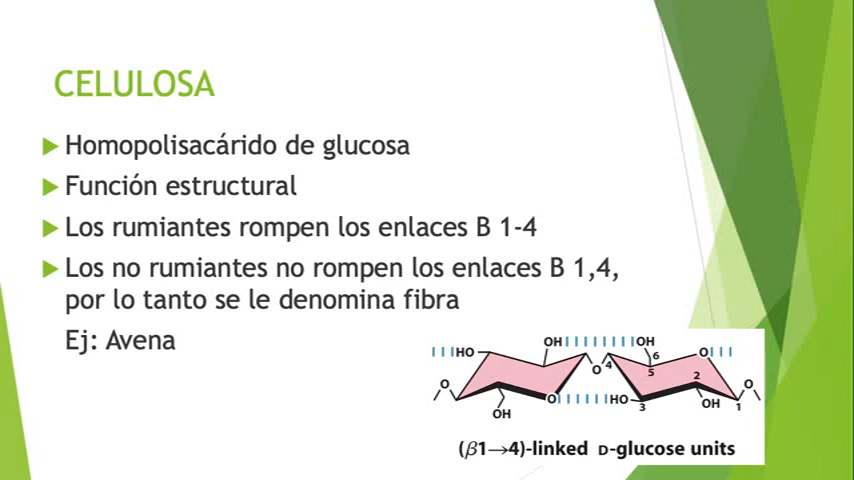 CELULOSA
Homopolisacárido de glucosa
Función estructural
Los rumiantes rompen los enlaces B 1-4
Los no rumiantes no rompen los enlaces B 1,4,
por lo tanto se le denomina fibra
Ej: Avena
HO OH OH O
6
4 5
O O 2 O
O HO 3 OH 1
OH
(β1→4)-linked D-glucose units